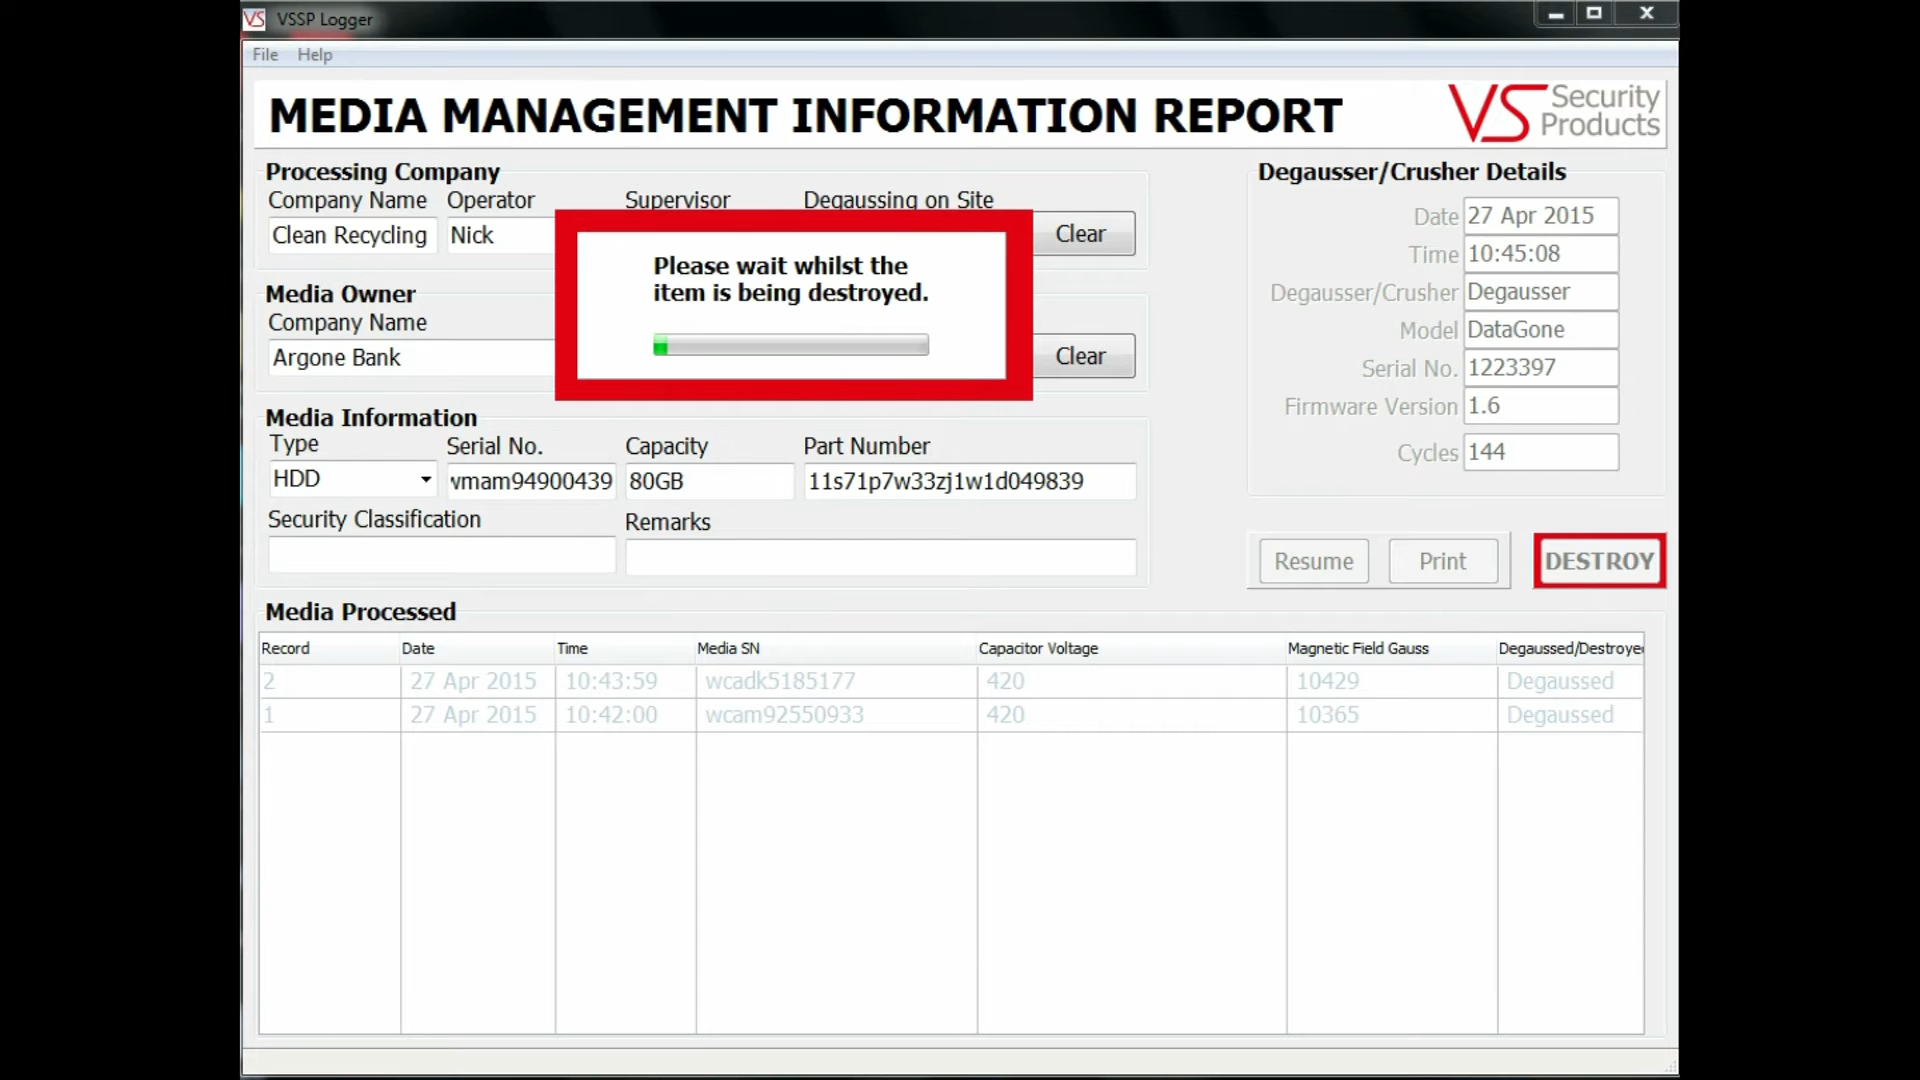 VS VSSP Logger
File Help
MEDIA MANAGEMENT INFORMATION REPORT
VS Security Products
Processing Company
Company Name Operator Supervisor Degaussing on Site
Clean Recycling Nick Clear
Please wait whilst the
item is being destroyed.
Media Owner
Company Name
Argone Bank Clear
Media Information
Type Serial No. Capacity Part Number
HDD vmam94900439 80GB 11s71p7w33zj1w1d049839
Security Classification Remarks
Degausser/Crusher Details
Date 27 Apr 2015
Time 10:45:08
Degausser/Crusher Degausser
Model DataGone
Serial No. 1223397
Firmware Version 1.6
Cycles 144
Resume Print DESTROY
Media Processed
Record Date Time Media SN Capacitor Voltage Magnetic Field Gauss Degaussed/Destroyed
2 27 Apr 2015 10:43:59 wcadk5185177 420 10429 Degaussed
1 27 Apr 2015 10:42:00 wcam92550933 420 10365 Degaussed